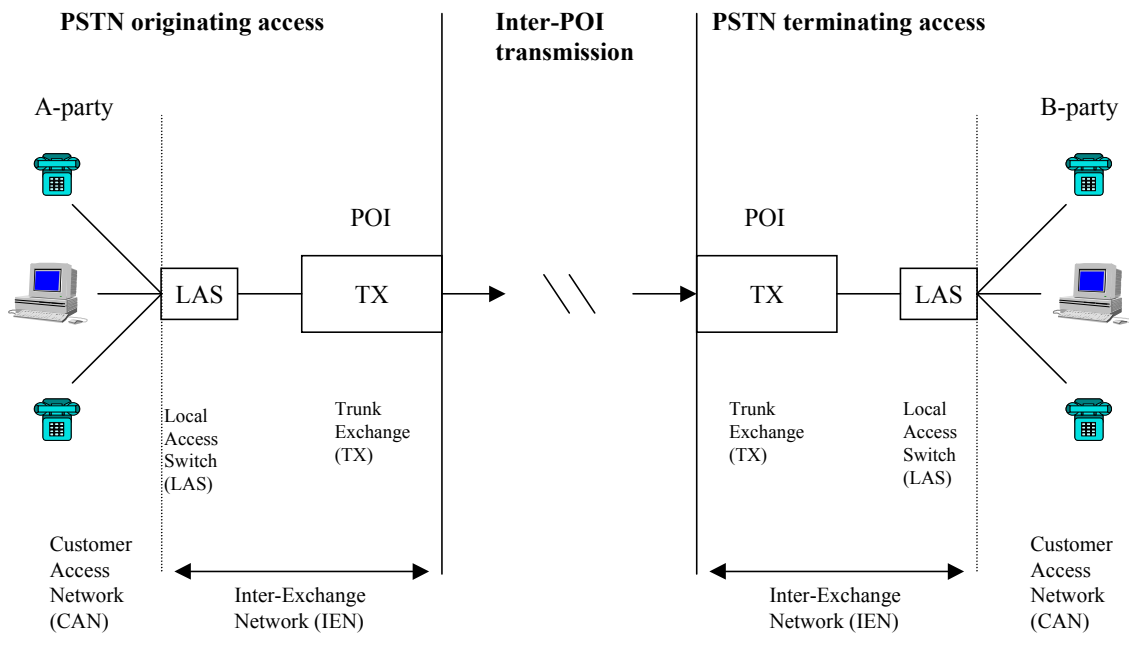 PSTN originating access
Inter-POI
transmission
PSTN terminating access
A-party
B-party
POI
POI
LAS
TX
TX
LAS
Local
Access
Switch
(LAS)
Trunk
Exchange
(TX)
Trunk
Exchange
(TX)
Local
Access
Switch
(LAS)
Customer
Access
Network
(CAN)
Inter-Exchange
Network (IEN)
Inter-Exchange
Network (IEN)
Customer
Access
Network
(CAN)